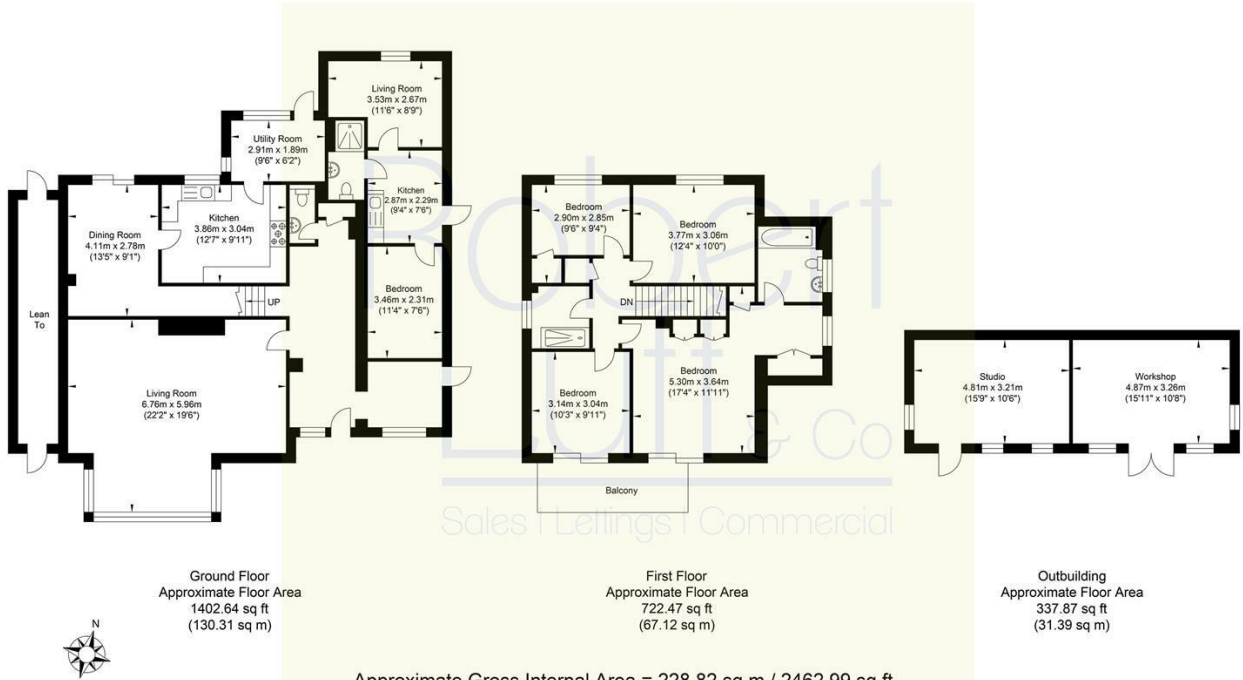 Living Room
3.53m x 2.67m
(11'6" x 8'9")
Utility Room
2.91m x 1.89m
(9'6" x 6'2")
Kitchen
2.87m x 2.29m
(9'4" x 7'6")
Kitchen
3.86m x 3.04m
(12'7" x 9'11")
Dining Room
4.11m x 2.78m
(13'5" x 9'1")
Bedroom
3.46m x 2.31m
(11'4" x 7'6")
UP
Lean
To
Living Room
6.76m x 5.96m
(22'2" x 19'6")
Bedroom
2.90m x 2.85m
(9'6" x 9'4")
Bedroom
3.77m x 3.06m
(12'4" x 10'0")
DN
Bedroom
5.30m x 3.64m
(17'4" x 11'11")
Bedroom
3.14m x 3.04m
(10'3" x 9'11")
Balcony
Studio
4.81m x 3.21m
(15'9" x 10'6")
Workshop
4.87m x 3.26m
(15'11" x 10'8")
Robert
Luff
& Co
Sales | Lettings | Commercial
Ground Floor
Approximate Floor Area
1402.64 sq ft
(130.31 sq m)
First Floor
Approximate Floor Area
722.47 sq ft
(67.12 sq m)
Outbuilding
Approximate Floor Area
337.87 sq ft
(31.39 sq m)
N
Approximate Gross Internal Area = 228.82 sq m / 2462.99 sq ft